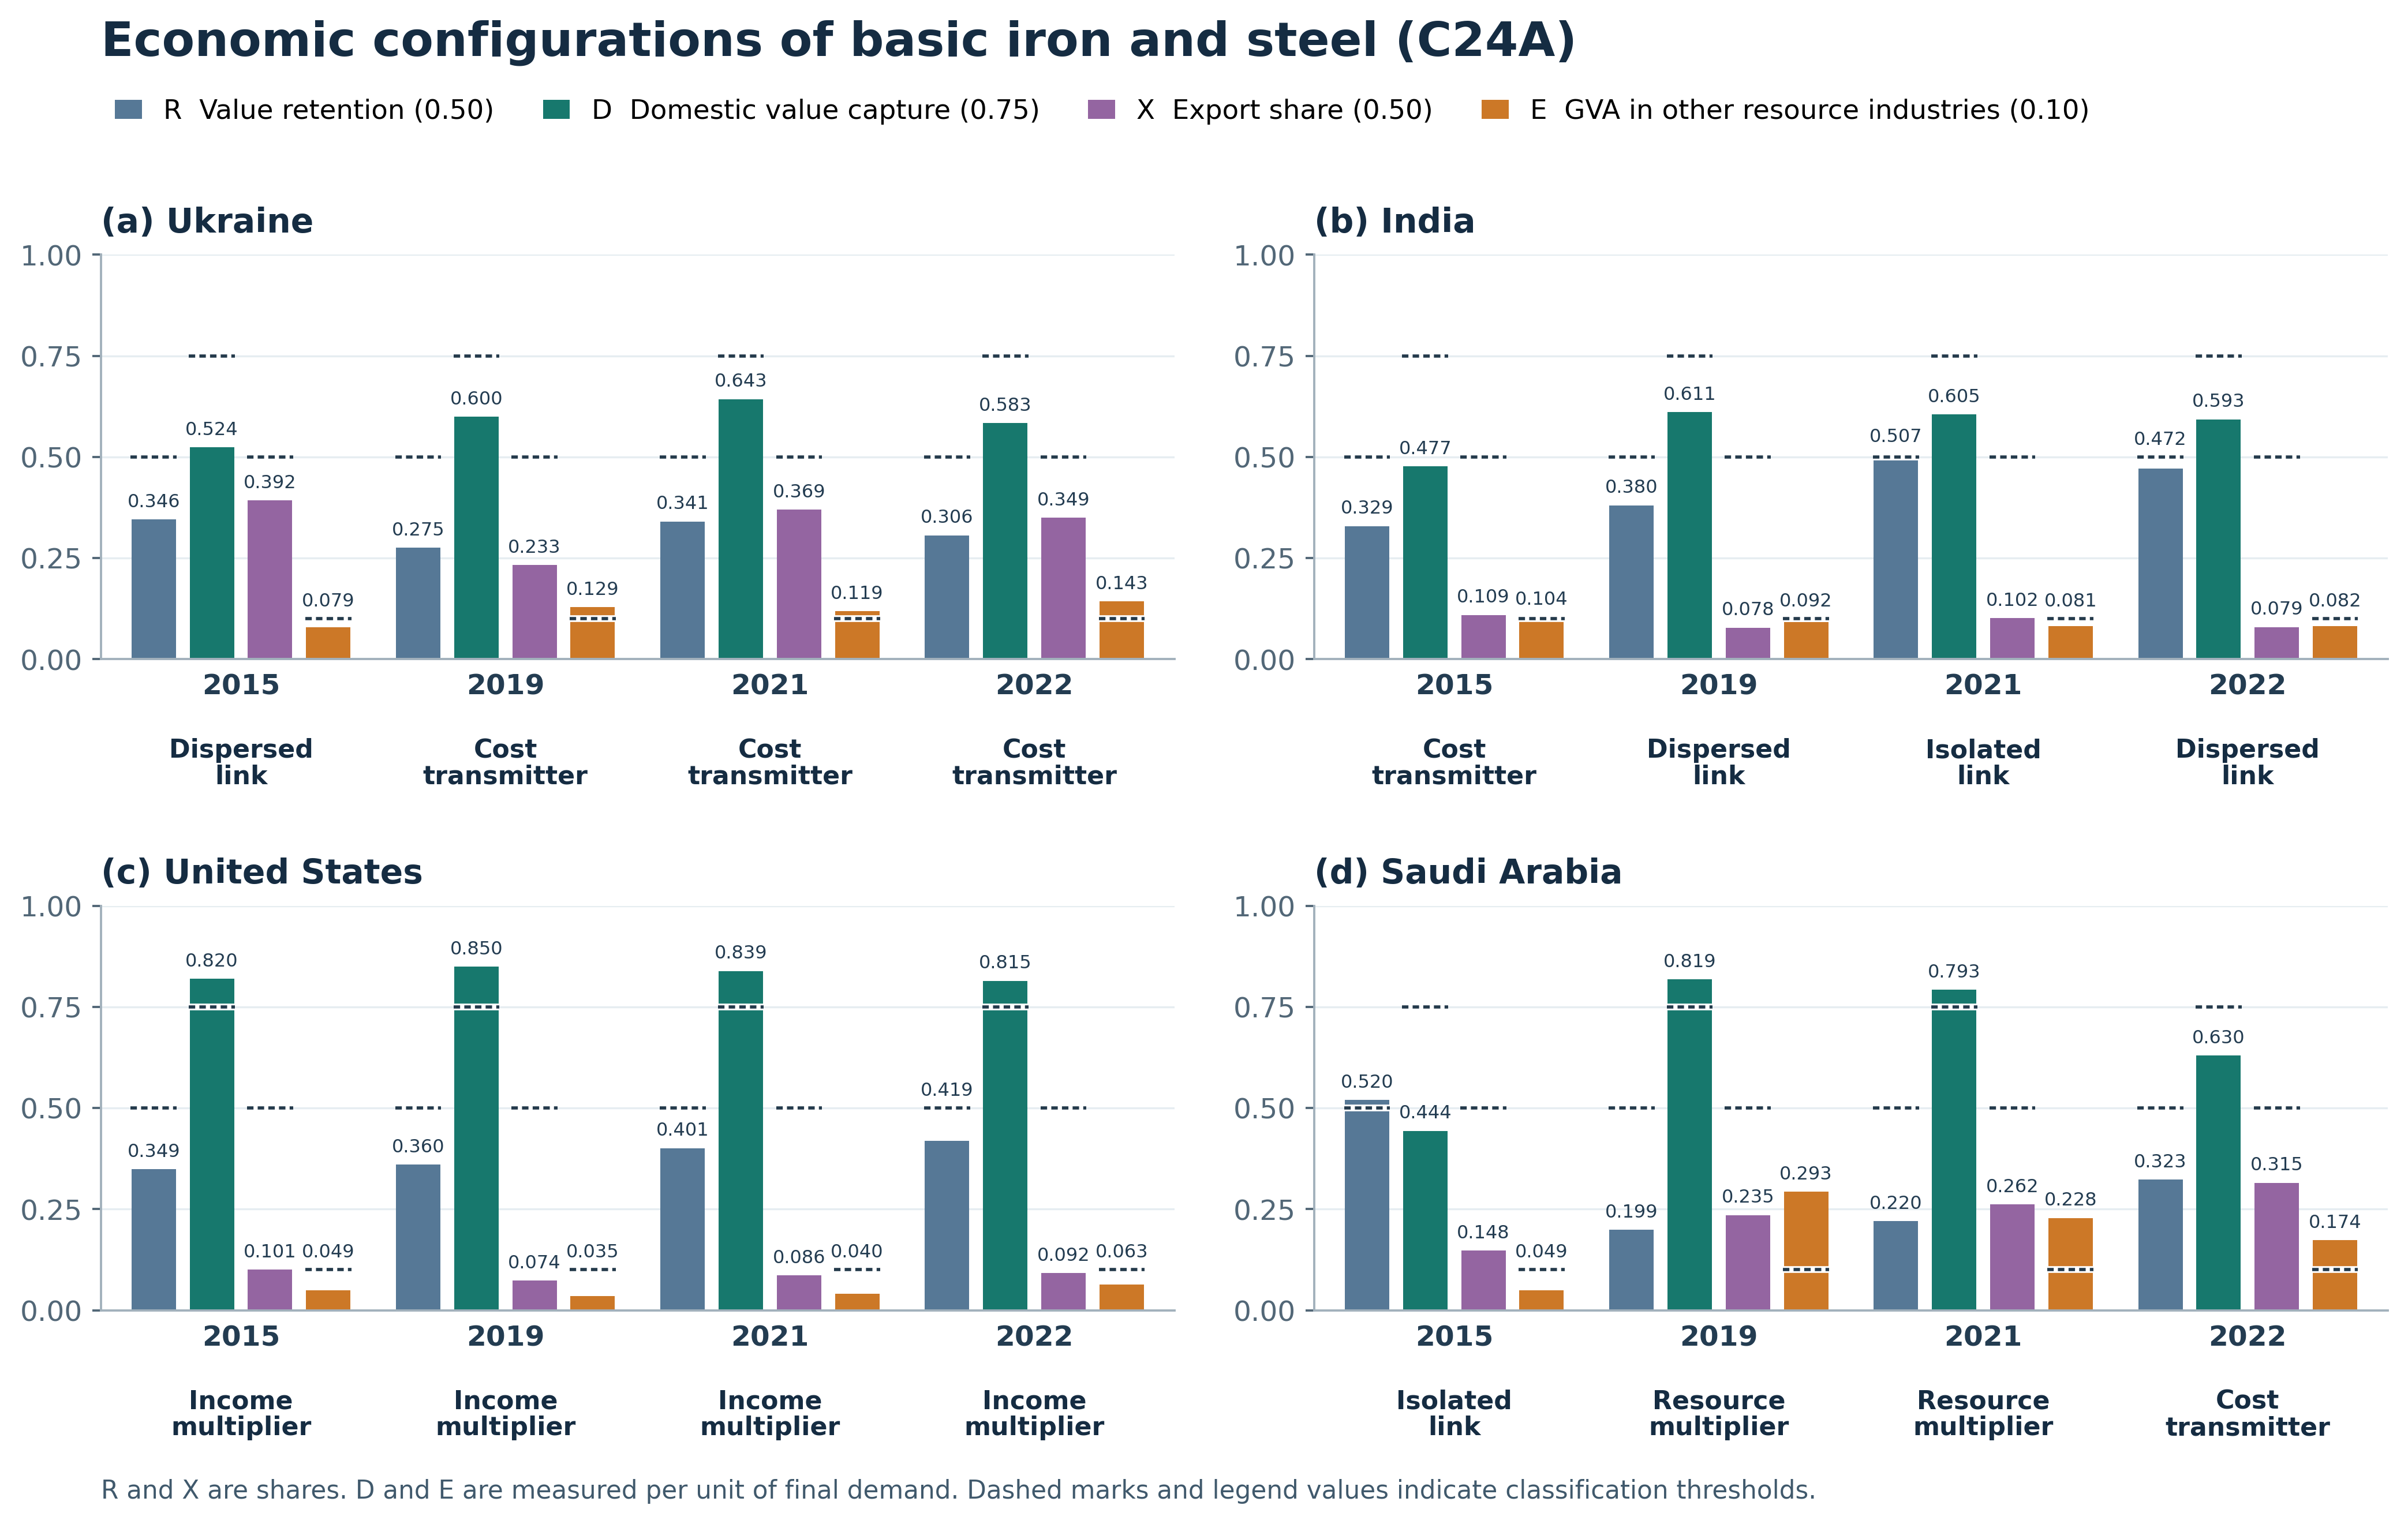 Economic configurations of basic iron and steel (C24A)
R Value retention (0.50) D Domestic value capture (0.75) X Export share (0.50) E GVA in other resource industries (0.10)
(a) Ukraine
1.00
0.75
0.50
0.25
0.00
0.346 0.524 0.392 0.079
0.275 0.600 0.233 0.129
0.341 0.643 0.369 0.119
0.306 0.583 0.349 0.143
2015 2019 2021 2022
Dispersed link
Cost transmitter
Cost transmitter
Cost transmitter
(b) India
1.00
0.75
0.50
0.25
0.00
0.329 0.477 0.109 0.104
0.380 0.611 0.078 0.092
0.507 0.605 0.102 0.081
0.472 0.593 0.079 0.082
2015 2019 2021 2022
Cost transmitter
Dispersed link
Isolated link
Dispersed link
(c) United States
1.00
0.75
0.50
0.25
0.00
0.349 0.820 0.101 0.049
0.360 0.850 0.074 0.035
0.401 0.839 0.086 0.040
0.419 0.815 0.092 0.063
2015 2019 2021 2022
Income multiplier
Income multiplier
Income multiplier
Income multiplier
(d) Saudi Arabia
1.00
0.75
0.50
0.25
0.00
0.520 0.444 0.148 0.049
0.199 0.819 0.235 0.293
0.220 0.793 0.262 0.228
0.323 0.630 0.315 0.174
2015 2019 2021 2022
Isolated link
Resource multiplier
Resource multiplier
Cost transmitter
R and X are shares. D and E are measured per unit of final demand. Dashed marks and legend values indicate classification thresholds.